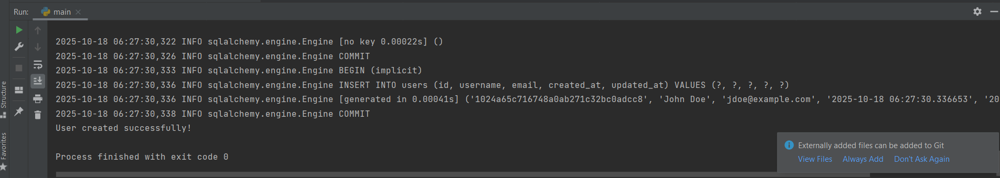 Run:
main
2025-10-18 06:27:30,322 INFO sqlalchemy.engine.Engine [no key 0.00022s] ()
2025-10-18 06:27:30,326 INFO sqlalchemy.engine.Engine COMMIT
2025-10-18 06:27:30,333 INFO sqlalchemy.engine.Engine BEGIN (implicit)
2025-10-18 06:27:30,336 INFO sqlalchemy.engine.Engine INSERT INTO users (id, username, email, created_at, updated_at) VALUES (?, ?, ?, ?, ?)
2025-10-18 06:27:30,336 INFO sqlalchemy.engine.Engine [generated in 0.00041s] ('1024a65c716748a0ab271c32bc0adcc8', 'John Doe', 'jdoe@example.com', '2025-10-18 06:27:30.336653', '20
2025-10-18 06:27:30,338 INFO sqlalchemy.engine.Engine COMMIT
User created successfully!
Process finished with exit code 0
Structure
Favorites
Externally added files can be added to Git
View Files Always Add Don't Ask Again